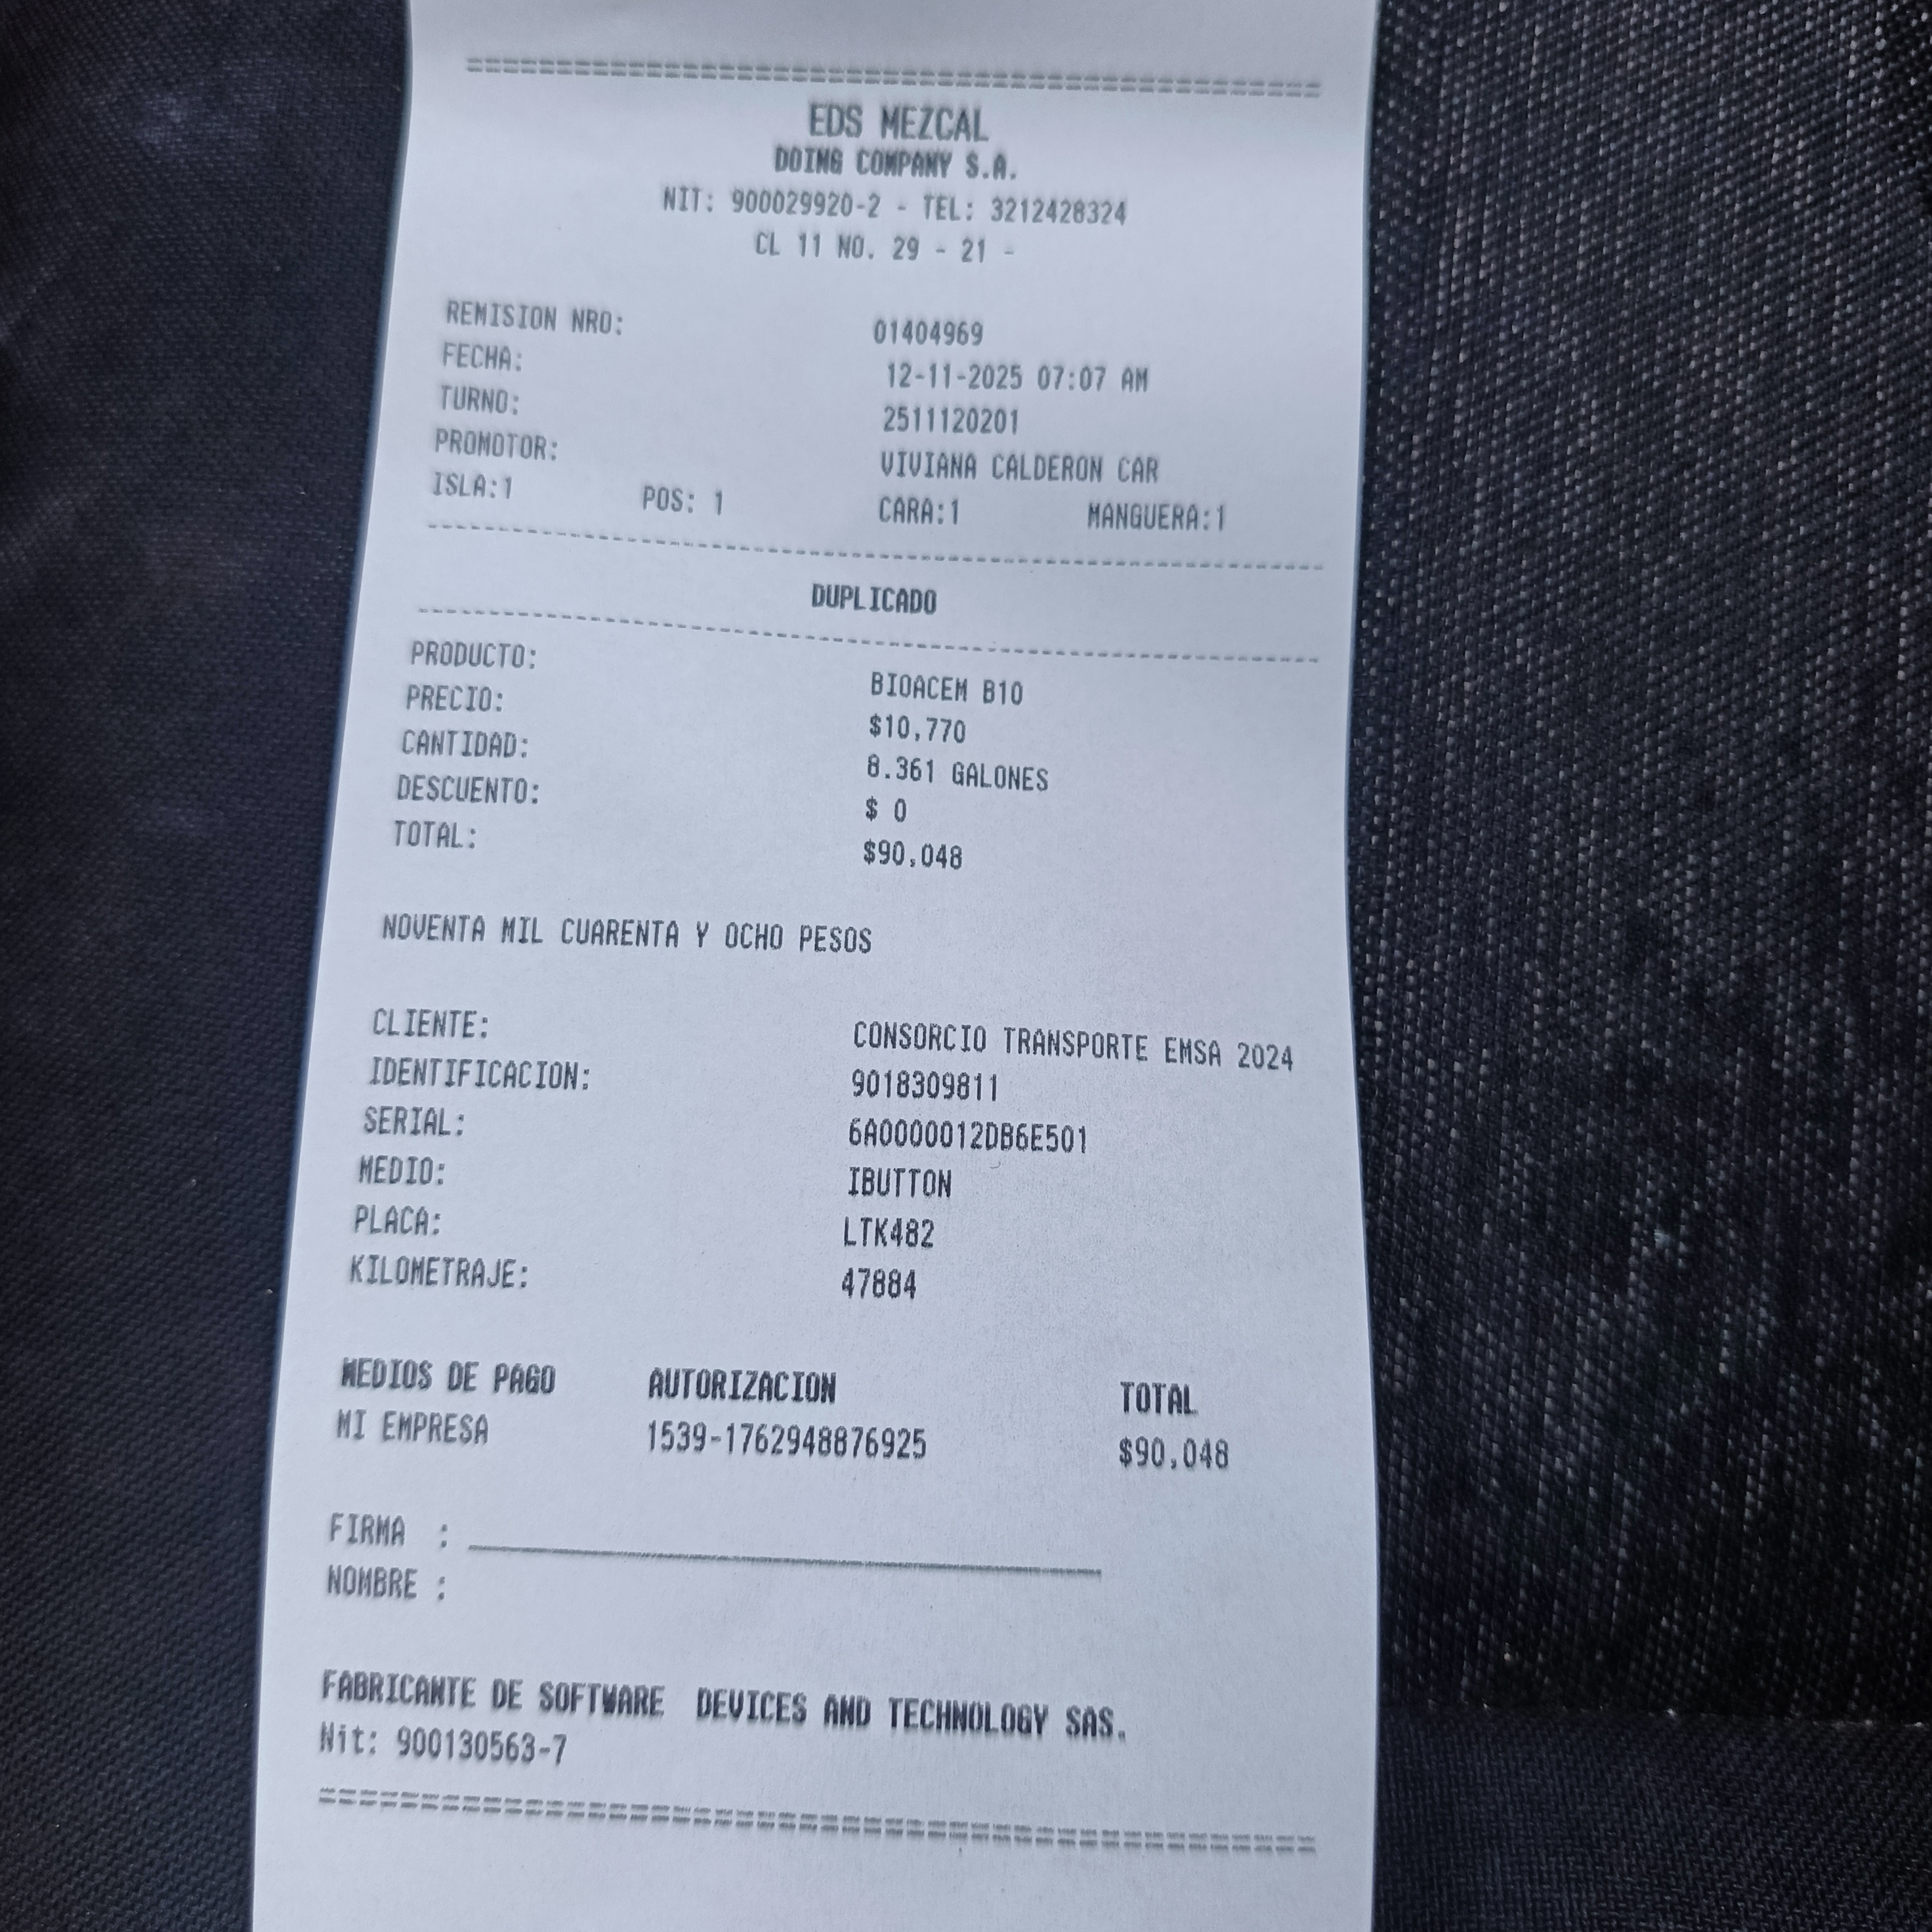 EDS MEZCAL
DOING COMPANY S.A.
NIT: 900029920-2 - TEL: 3212428324
CL 11 NO. 29 - 21 -
REMISION NRO: 01404969
FECHA: 12-11-2025 07:07 AM
TURNO: 2511120201
PROMOTOR: VIVIANA CALDERON CAR
ISLA:1 POS: 1 CARA:1 MANGUERA:1
DUPLICADO
PRODUCTO: BIOACEM B10
PRECIO: $10,770
CANTIDAD: 8.361 GALONES
DESCUENTO: $ 0
TOTAL: $90,048
NOVENTA MIL CUARENTA Y OCHO PESOS
CLIENTE: CONSORCIO TRANSPORTE EMSA 2024
IDENTIFICACION: 9018309811
SERIAL: 6A0000012DB6E501
MEDIO: IBUTTON
PLACA: LTK482
KILOMETRAJE: 47884
MEDIOS DE PAGO AUTORIZACION TOTAL
MI EMPRESA 1539-1762948876925 $90,048
FIRMA :
NOMBRE :
FABRICANTE DE SOFTWARE DEVICES AND TECHNOLOGY SAS.
Nit: 900130563-7